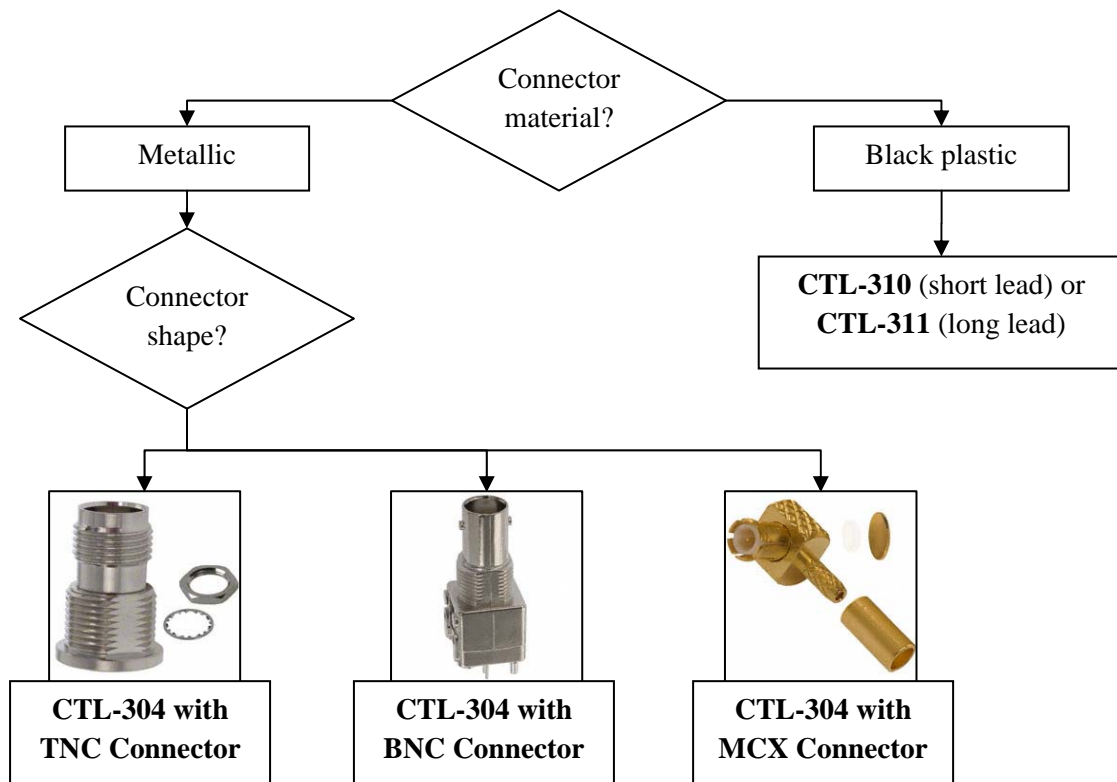 Connector
material?
Metallic
Black plastic
Connector
shape?
CTL-310 (short lead) or
CTL-311 (long lead)
CTL-304 with
TNC Connector
CTL-304 with
BNC Connector
CTL-304 with
MCX Connector